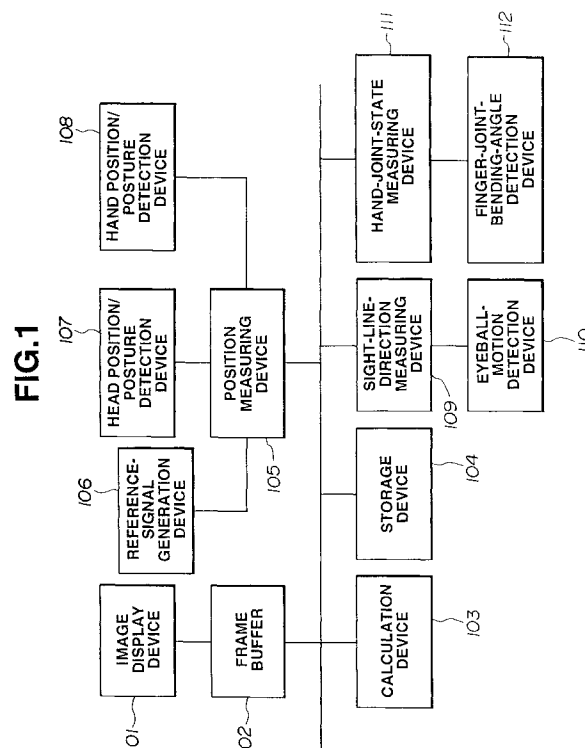 FIG.1
IMAGE
DISPLAY
DEVICE
01
FRAME
BUFFER
02
REFERENCE-
SIGNAL
GENERATION
DEVICE
106
HEAD POSITION/
POSTURE
DETECTION
DEVICE
107
HAND POSITION/
POSTURE
DETECTION
DEVICE
108
POSITION
MEASURING
DEVICE
105
CALCULATION
DEVICE
103
STORAGE
DEVICE
104
SIGHT-LINE-
DIRECTION
MEASURING
DEVICE
109
EYEBALL-
MOTION
DETECTION
DEVICE
110
HAND-JOINT-STATE
MEASURING
DEVICE
111
FINGER-JOINT-
BENDING-ANGLE
DETECTION
DEVICE
112